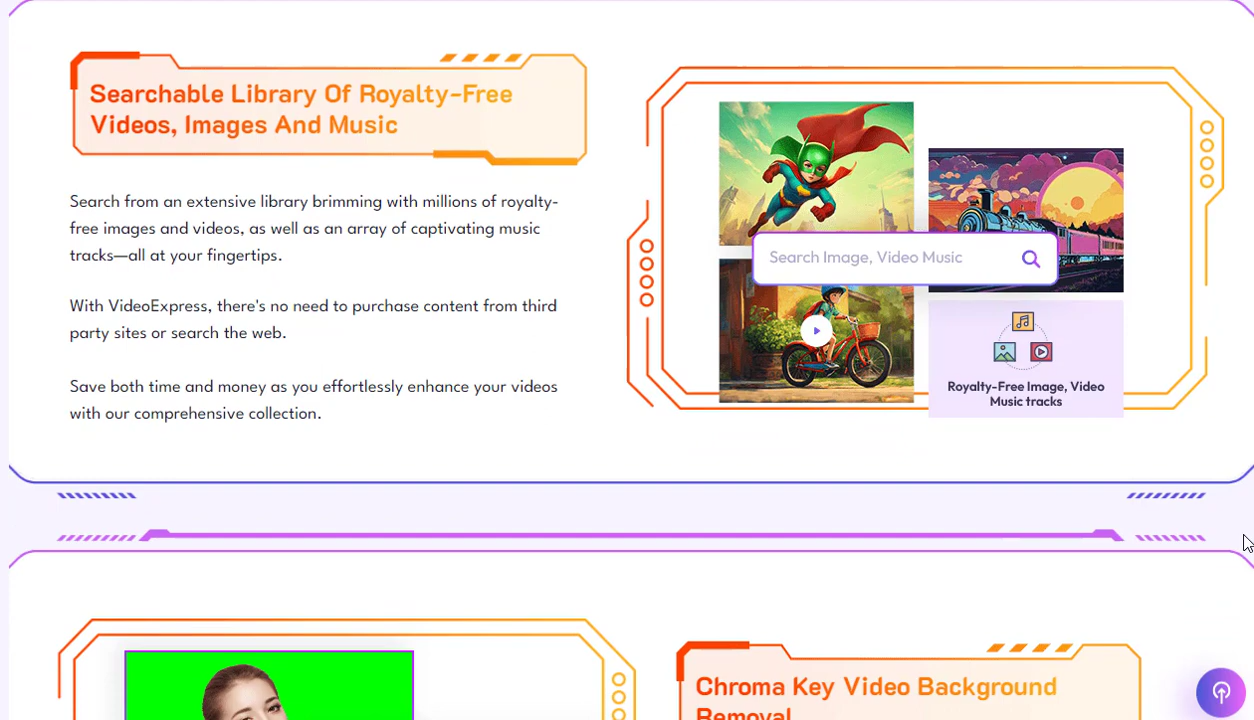 Searchable Library Of Royalty-Free
Videos, Images And Music
Search from an extensive library brimming with millions of royalty-
free images and videos, as well as an array of captivating music
tracks—all at your fingertips.
With VideoExpress, there's no need to purchase content from third
party sites or search the web.
Save both time and money as you effortlessly enhance your videos
with our comprehensive collection.
Search Image, Video Music
Royalty-Free Image, Video
Music tracks
Chroma Key Video Background
Removal